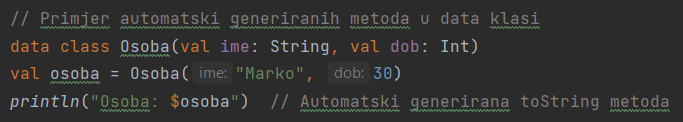 // Primjer automatski generiranih metoda u data klasi
data class Osoba(val ime: String, val dob: Int)
val osoba = Osoba( ime: "Marko", dob: 30)
println("Osoba: $osoba")  // Automatski generirana toString metoda